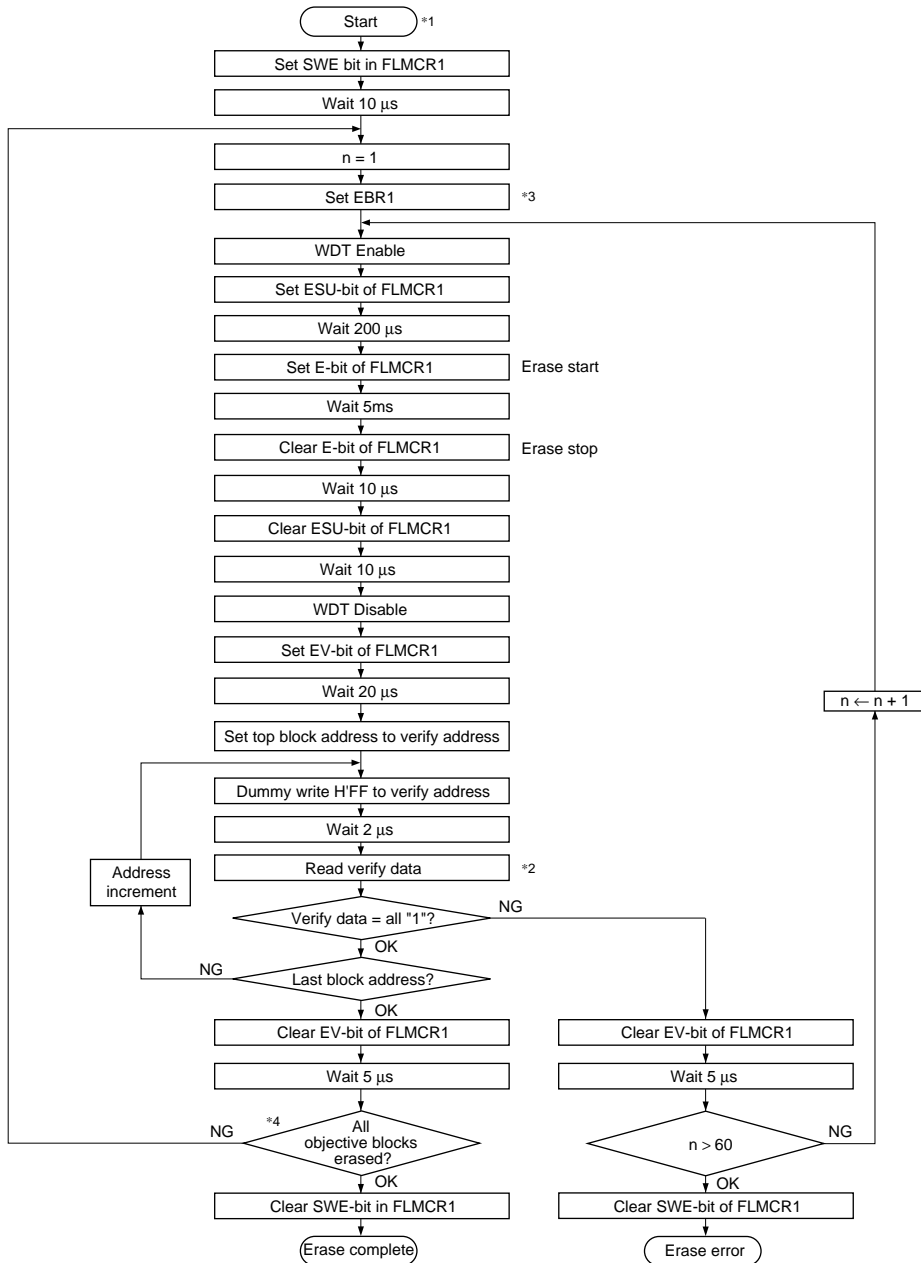 Start *1
Set SWE bit in FLMCR1
Wait 10 μs
n = 1
Set EBR1 *3
WDT Enable
Set ESU-bit of FLMCR1
Wait 200 μs
Set E-bit of FLMCR1 Erase start
Wait 5ms
Clear E-bit of FLMCR1 Erase stop
Wait 10 μs
Clear ESU-bit of FLMCR1
Wait 10 μs
WDT Disable
Set EV-bit of FLMCR1
Wait 20 μs
n ← n + 1
Set top block address to verify address
Dummy write H'FF to verify address
Wait 2 μs
Read verify data *2
Address
increment
Verify data = all "1"? NG
OK
NG Last block address?
OK
Clear EV-bit of FLMCR1
Wait 5 μs
NG *4 All
objective blocks
erased?
OK
Clear SWE-bit in FLMCR1
Erase complete
Clear EV-bit of FLMCR1
Wait 5 μs
n > 60 NG
OK
Clear SWE-bit of FLMCR1
Erase error